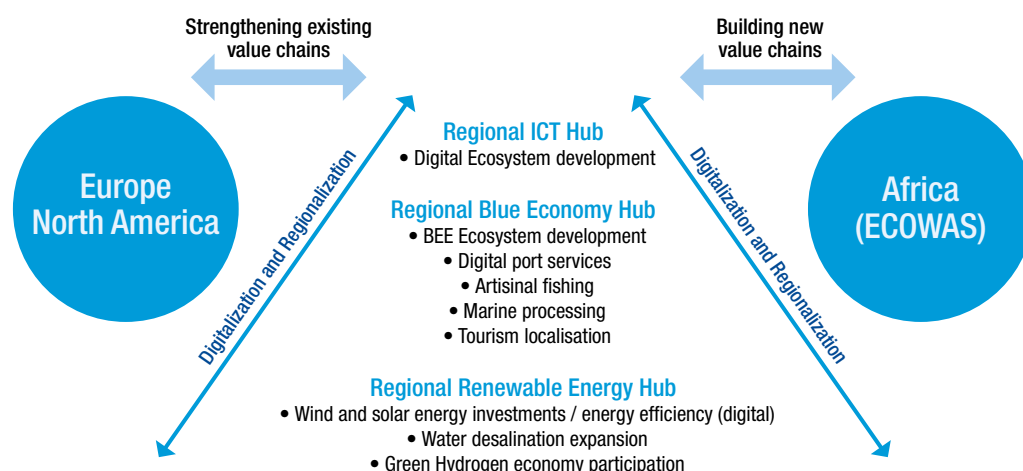 Strengthening existing
value chains
Building new
value chains
Europe
North America
Digitalization and Regionalization
Regional ICT Hub
• Digital Ecosystem development
Regional Blue Economy Hub
• BEE Ecosystem development
• Digital port services
• Artisinal fishing
• Marine processing
• Tourism localisation
Regional Renewable Energy Hub
• Wind and solar energy investments / energy efficiency (digital)
• Water desalination expansion
• Green Hydrogen economy participation
Digitalization and Regionalization
Africa
(ECOWAS)